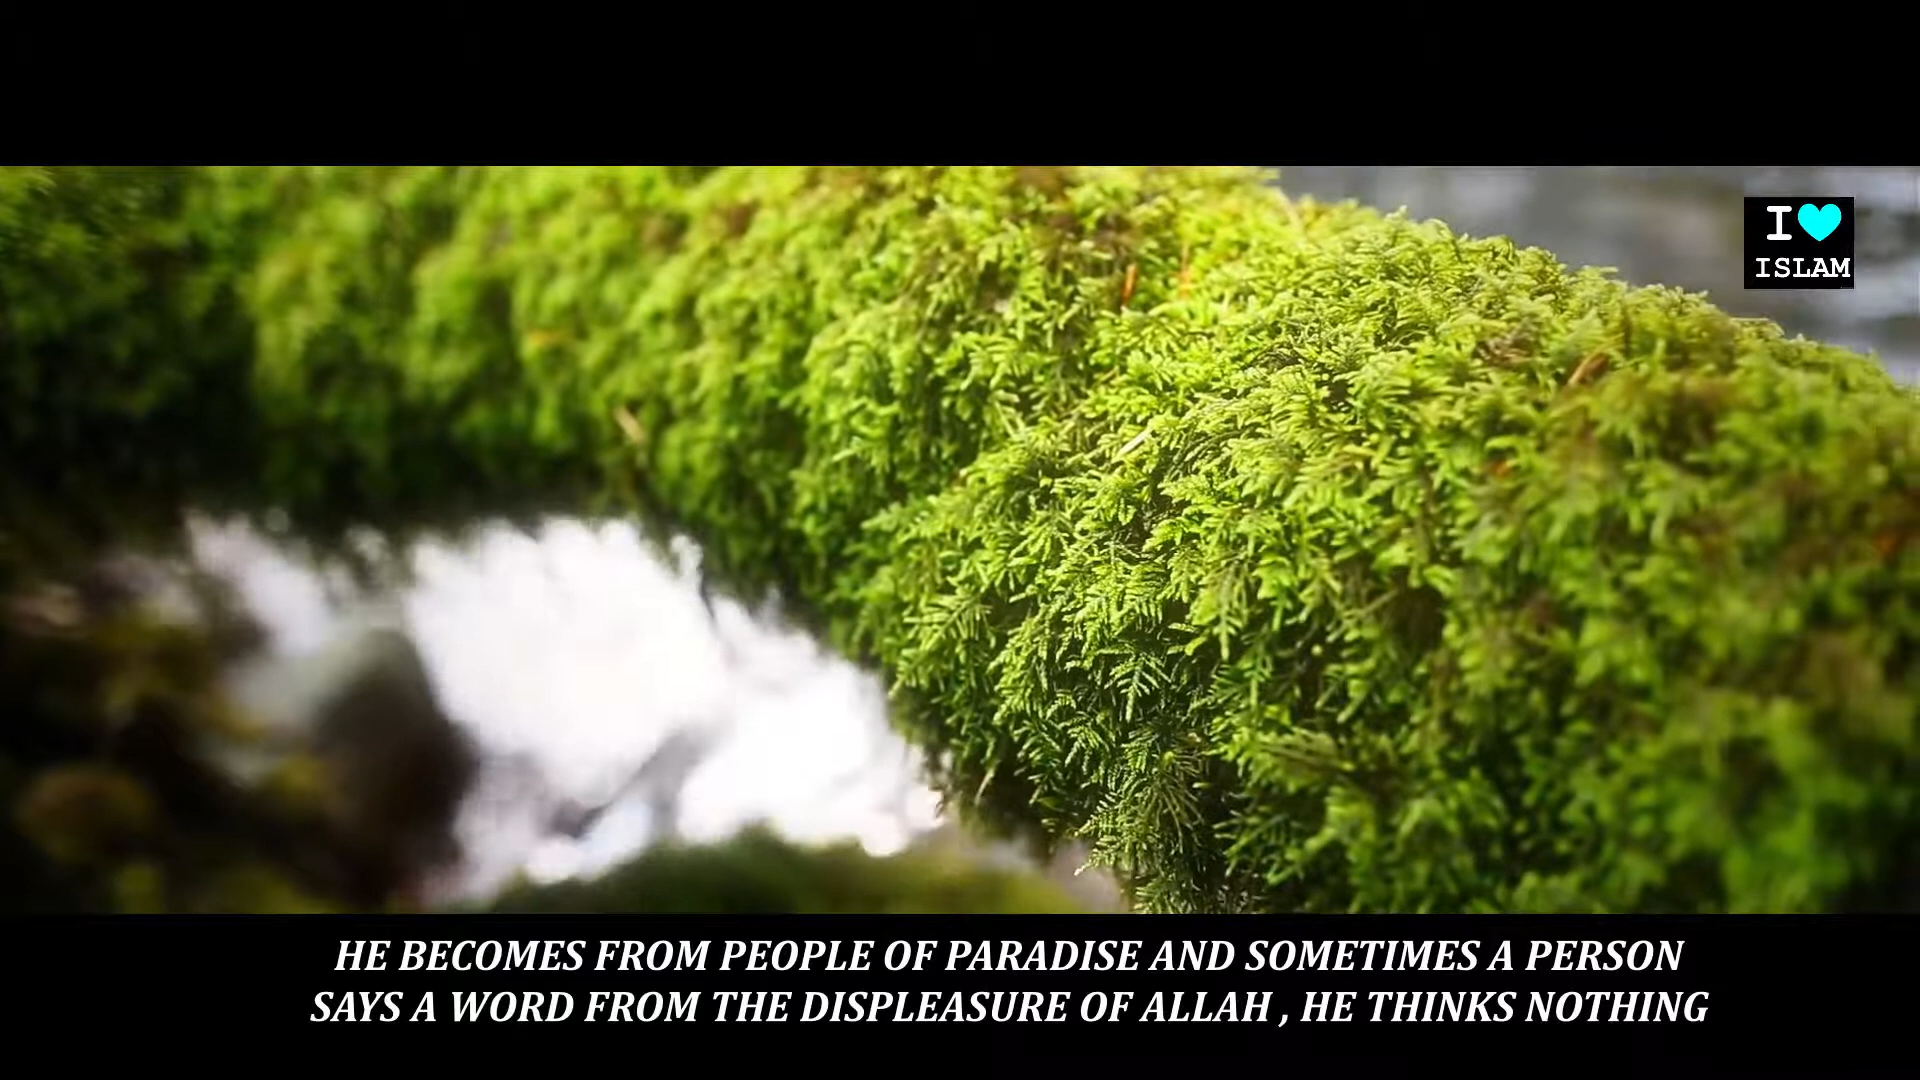 I
ISLAM
HE BECOMES FROM PEOPLE OF PARADISE AND SOMETIMES A PERSON
SAYS A WORD FROM THE DISPLEASURE OF ALLAH , HE THINKS NOTHING